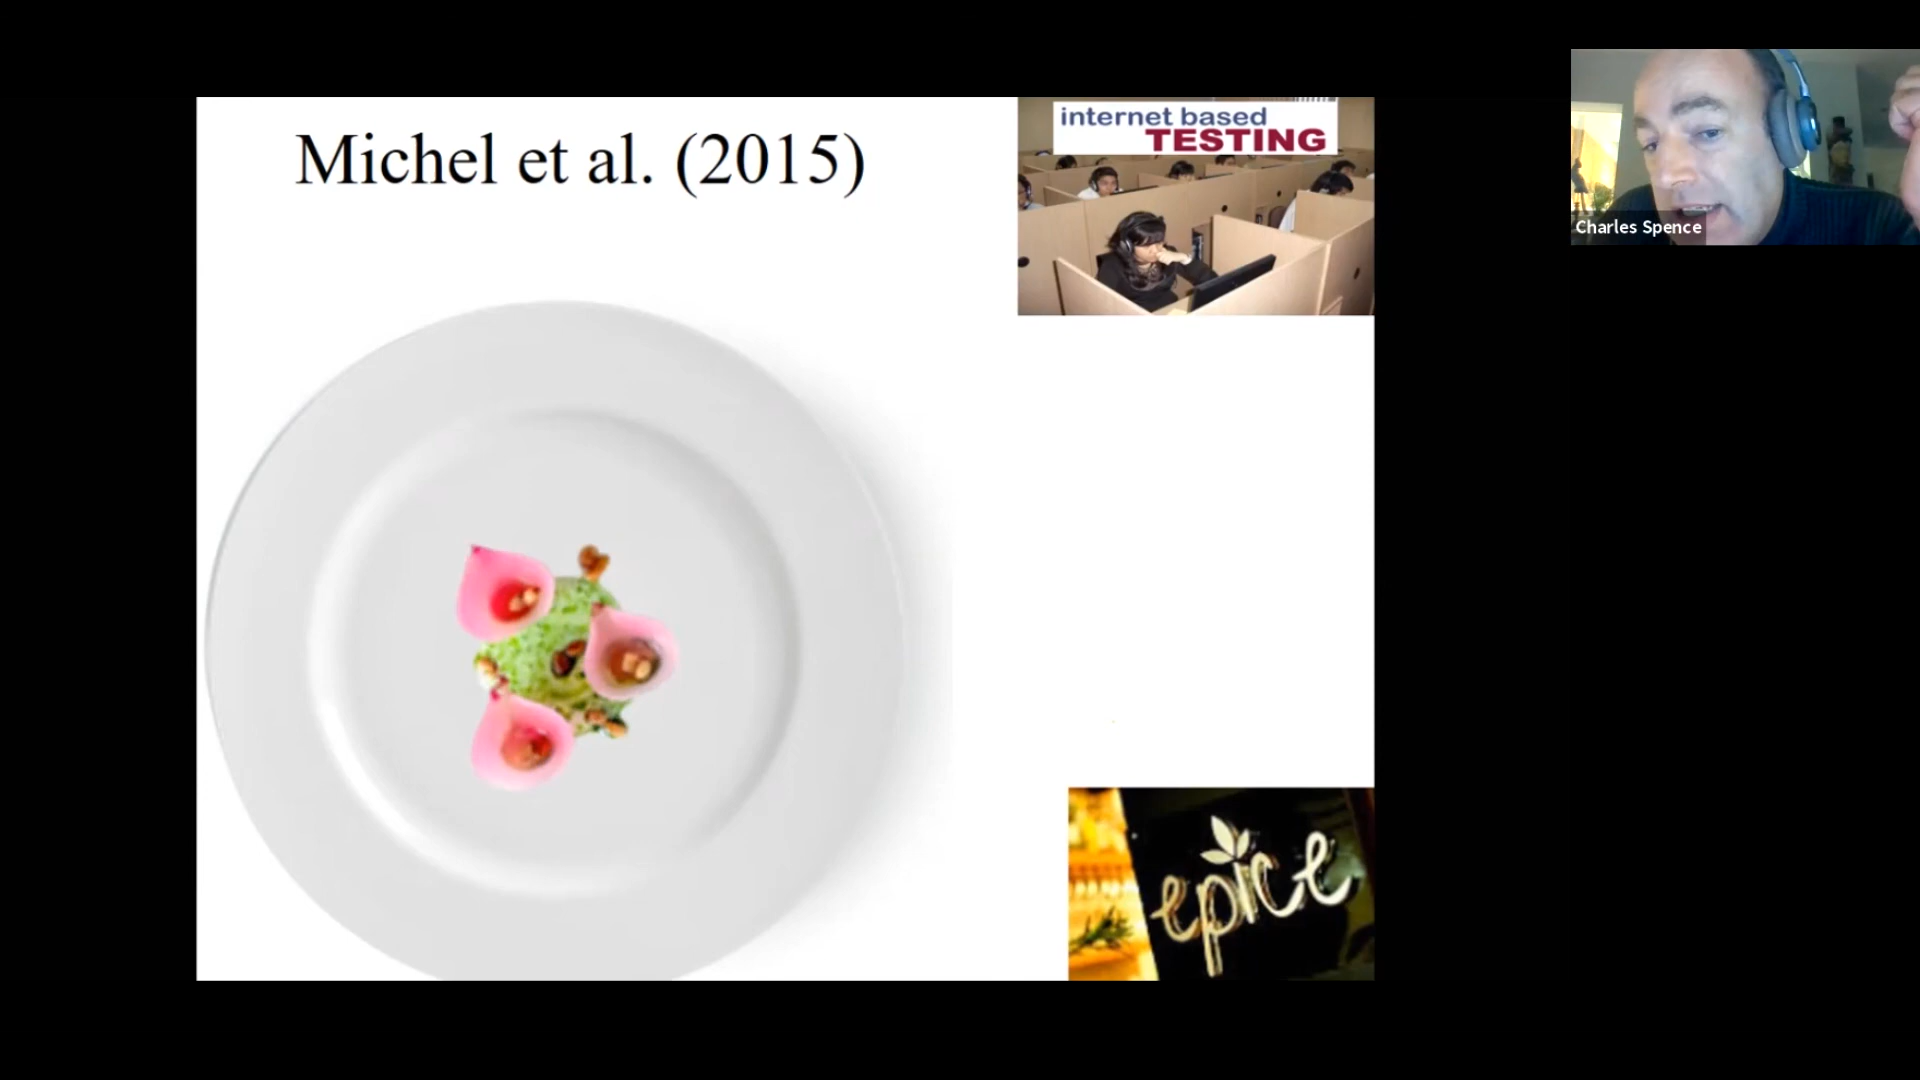 Michel et al. (2015)
internet based
TESTING
Charles Spence
epice